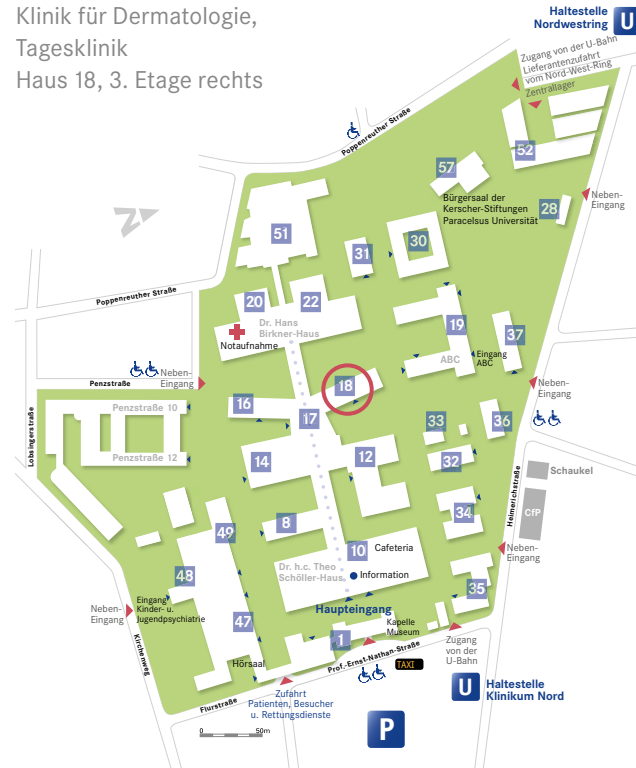 Klinik für Dermatologie,
Tagesklinik
Haus 18, 3. Etage rechts
Haltestelle
Nordwestring
U
Zugang von der U-Bahn
Lieferantenzufahrt
vom Nord-West-Ring
Zentrallager
Poppenreuther Straße
52
57
Bürgersaal der
Kerscher-Stiftungen
Paracelsus Universität
28
Neben-
Eingang
N
51
30
31
Poppenreuther Straße
20
22
Dr. Hans
Birkner-Haus
Notaufnahme
19
37
ABC
Eingang
ABC
Neben-
Eingang
Penzstraße
18
Neben-
Eingang
16
17
Penzstraße 10
Penzstraße 12
Lobsingerstraße
33
36
14
12
32
Heimerichstraße
Schaukel
CfP
34
49
8
10
Cafeteria
Neben-
Eingang
Dr. h.c. Theo
Schöller-Haus
Information
48
Eingang
Kinder- u.
Jugendpsychiatrie
Neben-
Eingang
35
Haupteingang
47
Kapelle
Museum
1
Zugang
von der
U-Bahn
Kirchenweg
Hörsaal
Prof.-Ernst-Nathan-Straße
TAXI
U
Haltestelle
Klinikum Nord
Flurstraße
Zufahrt
Patienten, Besucher
u. Rettungsdienste
P
0 50m